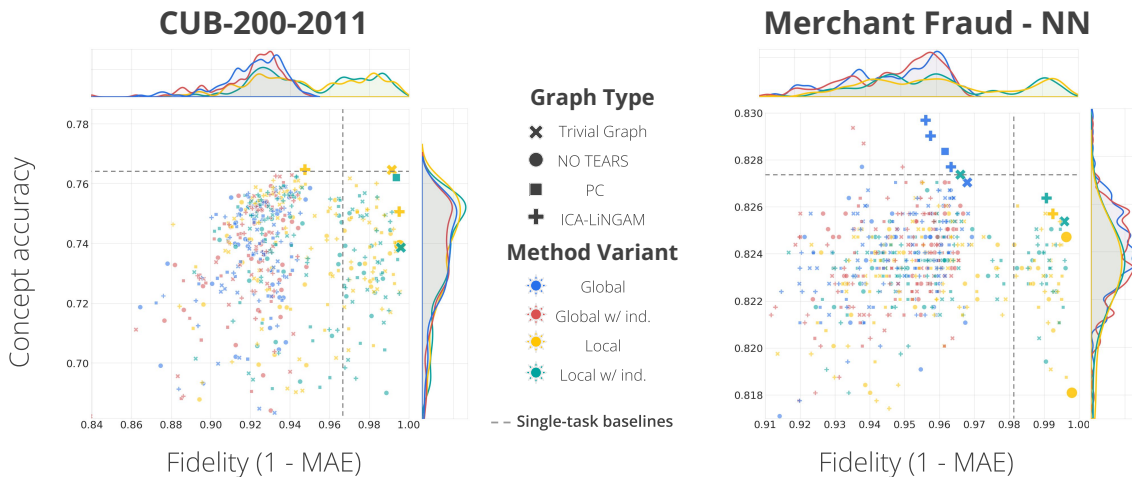 CUB-200-2011
Concept accuracy
0.78
0.76
0.74
0.72
0.70
0.84
0.86
0.88
0.90
0.92
0.94
0.96
0.98
1.00
Fidelity (1 - MAE)
Graph Type
Trivial Graph
NO TEARS
PC
ICA-LiNGAM
Method Variant
Global
Global w/ ind.
Local
Local w/ ind.
Single-task baselines
Merchant Fraud - NN
0.830
0.828
0.826
0.824
0.822
0.820
0.818
0.91
0.92
0.93
0.94
0.95
0.96
0.97
0.98
0.99
1.00
Fidelity (1 - MAE)